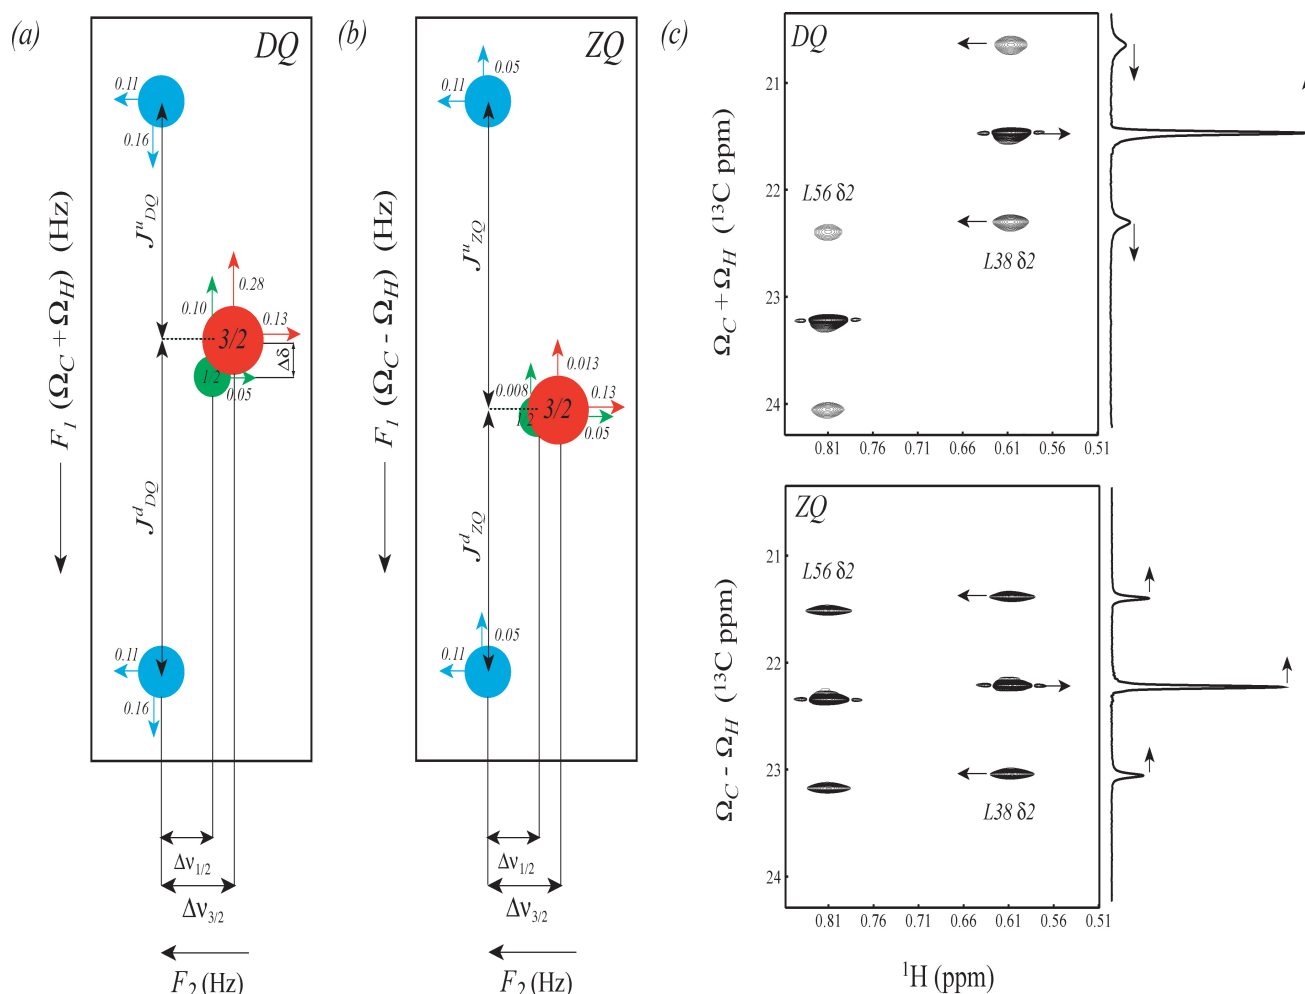 (a)
DQ
0.11
0.16
J^u_DQ
0.28
0.10
0.13
3/2
1/2
0.05
Δδ
J^d_DQ
0.11
0.16
F_1 (Ω_C + Ω_H) (Hz)
Δν_1/2
Δν_3/2
F_2 (Hz)
(b)
ZQ
0.05
0.11
J^u_ZQ
0.013
0.008
0.13
3/2
0.05
J^d_ZQ
0.05
0.11
F_1 (Ω_C - Ω_H) (Hz)
Δν_1/2
Δν_3/2
F_2 (Hz)
(c)
DQ
21
22
23
24
L56 δ2
L38 δ2
0.81 0.76 0.71 0.66 0.61 0.56 0.51
Ω_C + Ω_H (^13C ppm)
ZQ
21
22
23
24
L56 δ2
L38 δ2
0.81 0.76 0.71 0.66 0.61 0.56 0.51
Ω_C - Ω_H (^13C ppm)
^1H (ppm)